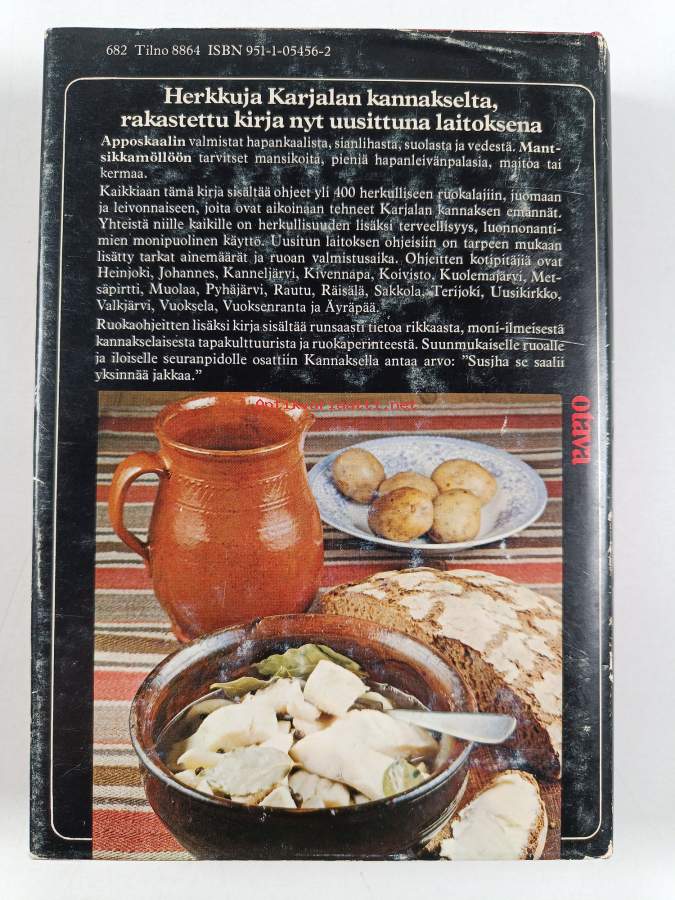 682 Tilno 8864 ISBN 951-1-05456-2
Herkkuja Karjalan kannakselta,
rakastettu kirja nyt uusittuna laitoksena
Apposkaalin valmistat hapankaalista, sianlihasta, suolasta ja vedestä. Mant-
sikkamöllöön tarvitset mansikoita, pieniä hapanleivänpalasia, maitoa tai
kermaa.
Kaikkiaan tämä kirja sisältää ohjeet yli 400 herkulliseen ruokalajiin, juomaan
ja leivonnaiseen, joita ovat aikoinaan tehneet Karjalan kannaksen emännät.
Yhteistä niille kaikille on herkullisuuden lisäksi terveellisyys, luonnonanti-
mien monipuolinen käyttö. Uusitun laitoksen ohjeisiin on tarpeen mukaan
lisätty tarkat ainemäärät ja ruoan valmistusaika. Ohjeitten kotipitäjiä ovat
Heinjoki, Johannes, Kanneljärvi, Kivennapa, Koivisto, Kuolemajärvi, Met-
säpirtti, Muolaa, Pyhäjärvi, Rautu, Räisälä, Sakkola, Terijoki, Uusikirkko,
Valkjärvi, Vuoksela, Vuoksenranta ja Äyräpää.
Ruokaohjeitten lisäksi kirja sisältää runsaasti tietoa rikkaasta, moni-ilmeisestä
kannakselaisesta tapakulttuurista ja ruokaperinteestä. Suunmukaiselle ruoalle
ja iloiselle seuranpidolle osattiin Kannaksella antaa arvo: ”Susjha se saalii
yksinnää jakkaa.”
otava
Antikvariaatti.net